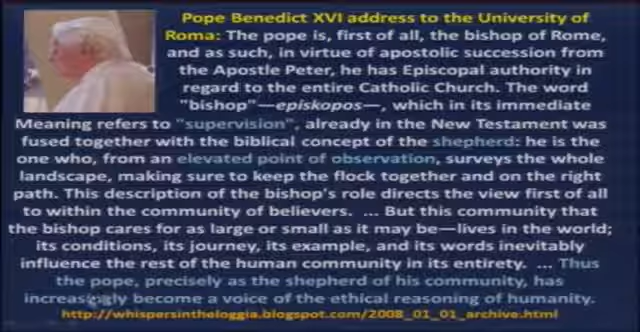 Pope Benedict XVI address to the University of
Roma: The pope is, first of all, the bishop of Rome,
and as such, in virtue of apostolic succession from
the Apostle Peter, he has Episcopal authority in
regard to the entire Catholic Church. The word
"bishop"—episkopos—, which in its immediate
Meaning refers to "supervision", already in the New Testament was
fused together with the biblical concept of the shepherd: he is the
one who, from an elevated point of observation, surveys the whole
landscape, making sure to keep the flock together and on the right
path. This description of the bishop's role directs the view first of all
to within the community of believers. ... But this community that
the bishop cares for as large or small as it may be—lives in the world;
its conditions, its journey, its example, and its words inevitably
influence the rest of the human community in its entirety. ... Thus
the pope, precisely as the shepherd of his community, has
increasingly become a voice of the ethical reasoning of humanity.
http://whispersintheloggia.blogspot.com/2008_01_01_archive.html